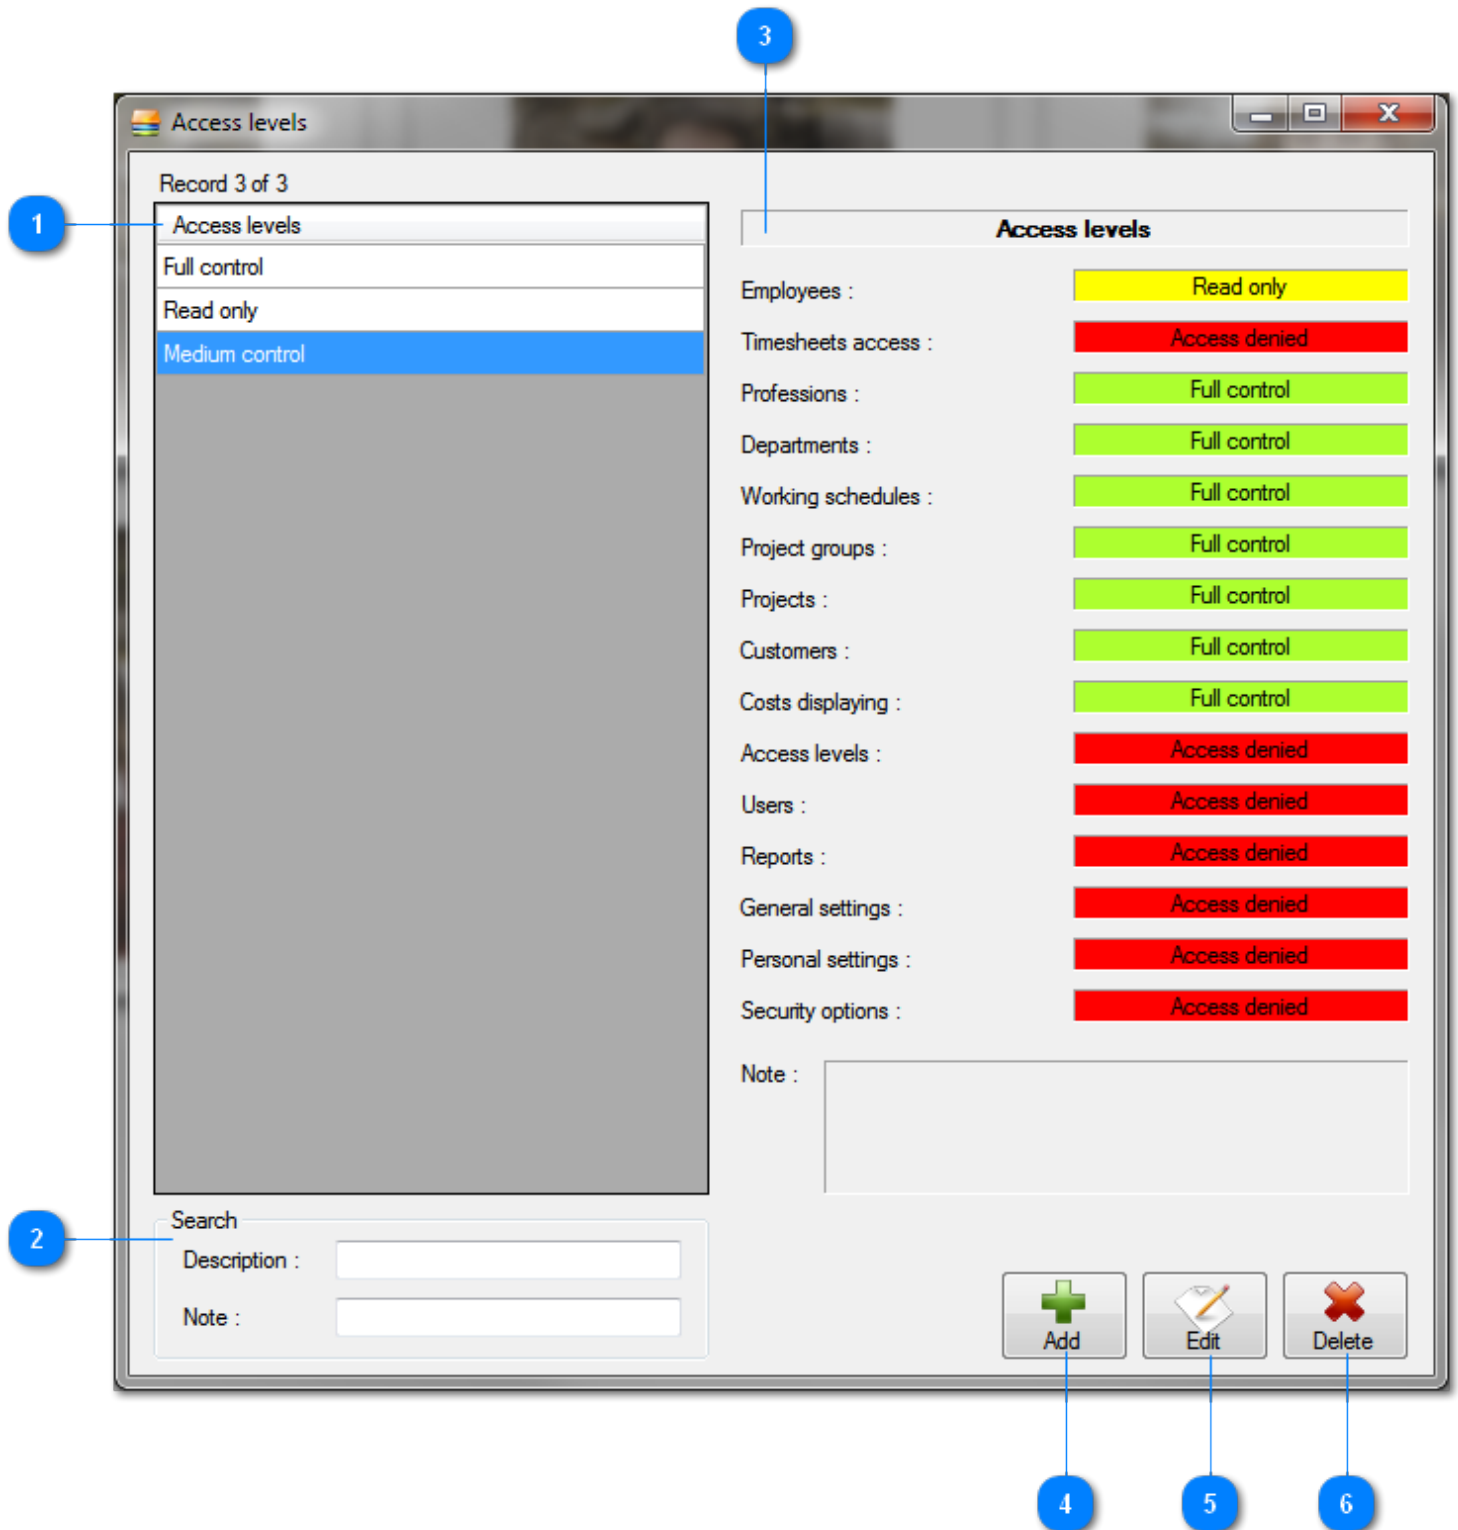 3
Access levels
Record 3 of 3
1
Access levels
Full control
Read only
Medium control
Access levels
Employees : Read only
Timesheets access : Access denied
Professions : Full control
Departments : Full control
Working schedules : Full control
Project groups : Full control
Projects : Full control
Customers : Full control
Costs displaying : Full control
Access levels : Access denied
Users : Access denied
Reports : Access denied
General settings : Access denied
Personal settings : Access denied
Security options : Access denied
Note :
2
Search
Description :
Note :
Add Edit Delete
4 5 6